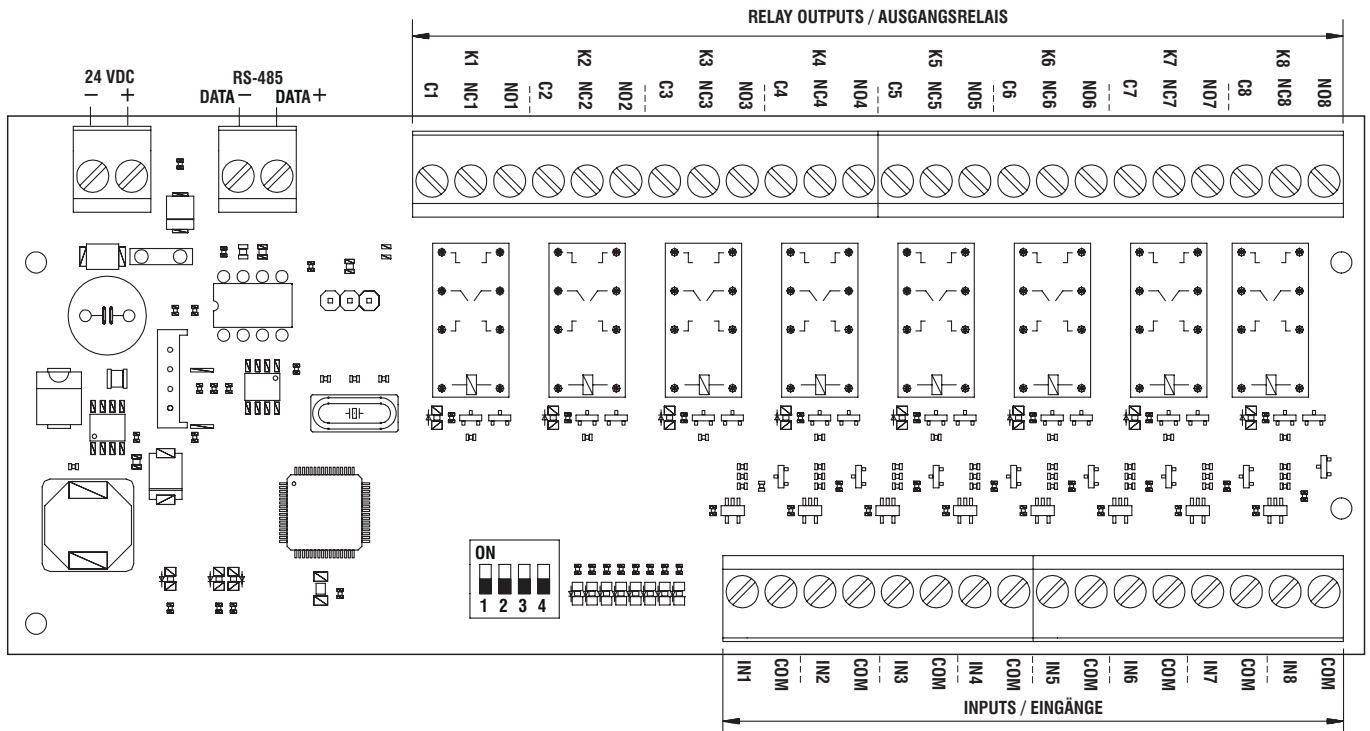 RELAY OUTPUTS / AUSGANGSRELAIS
K1 K2 K3 K4 K5 K6 K7 K8
24 VDC RS-485
− + DATA− DATA+
C1 NC1 NO1 C2 NC2 NO2 C3 NC3 NO3 C4 NC4 NO4 C5 NC5 NO5 C6 NC6 NO6 C7 NC7 NO7 C8 NC8 NO8
ON
1 2 3 4
IN1 COM IN2 COM IN3 COM IN4 COM IN5 COM IN6 COM IN7 COM IN8 COM
INPUTS / EINGÄNGE